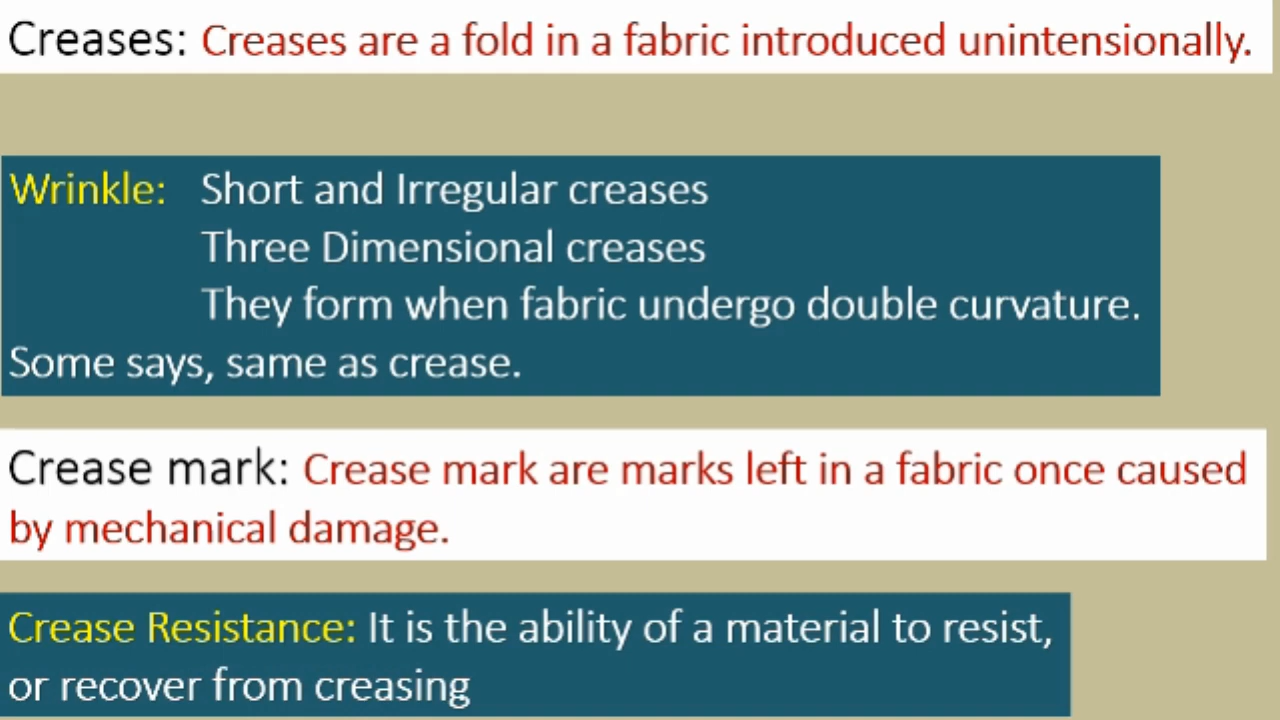 Creases: Creases are a fold in a fabric introduced unintensionally.
Wrinkle: Short and Irregular creases
Three Dimensional creases
They form when fabric undergo double curvature.
Some says, same as crease.
Crease mark: Crease mark are marks left in a fabric once caused
by mechanical damage.
Crease Resistance: It is the ability of a material to resist,
or recover from creasing